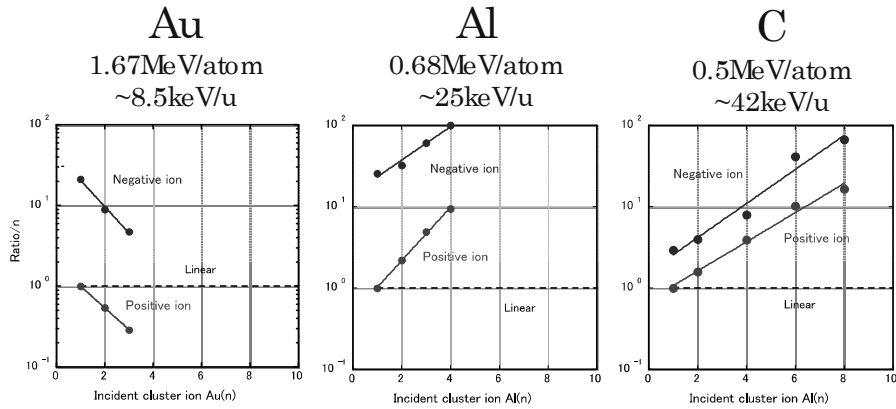 Au
1.67MeV/atom
~8.5keV/u
10²
10¹
10⁰
10⁻¹
Ratio/n
Negative ion
Linear
Positive ion
0 2 4 6 8 10
Incident cluster ion Au(n)
Al
0.68MeV/atom
~25keV/u
10²
10¹
10⁰
10⁻¹
Negative ion
Positive ion
Linear
0 2 4 6 8 10
Incident cluster ion Al(n)
C
0.5MeV/atom
~42keV/u
10²
10¹
10⁰
10⁻¹
Negative ion
Positive ion
Linear
0 2 4 6 8 10
Incident cluster ion Al(n)